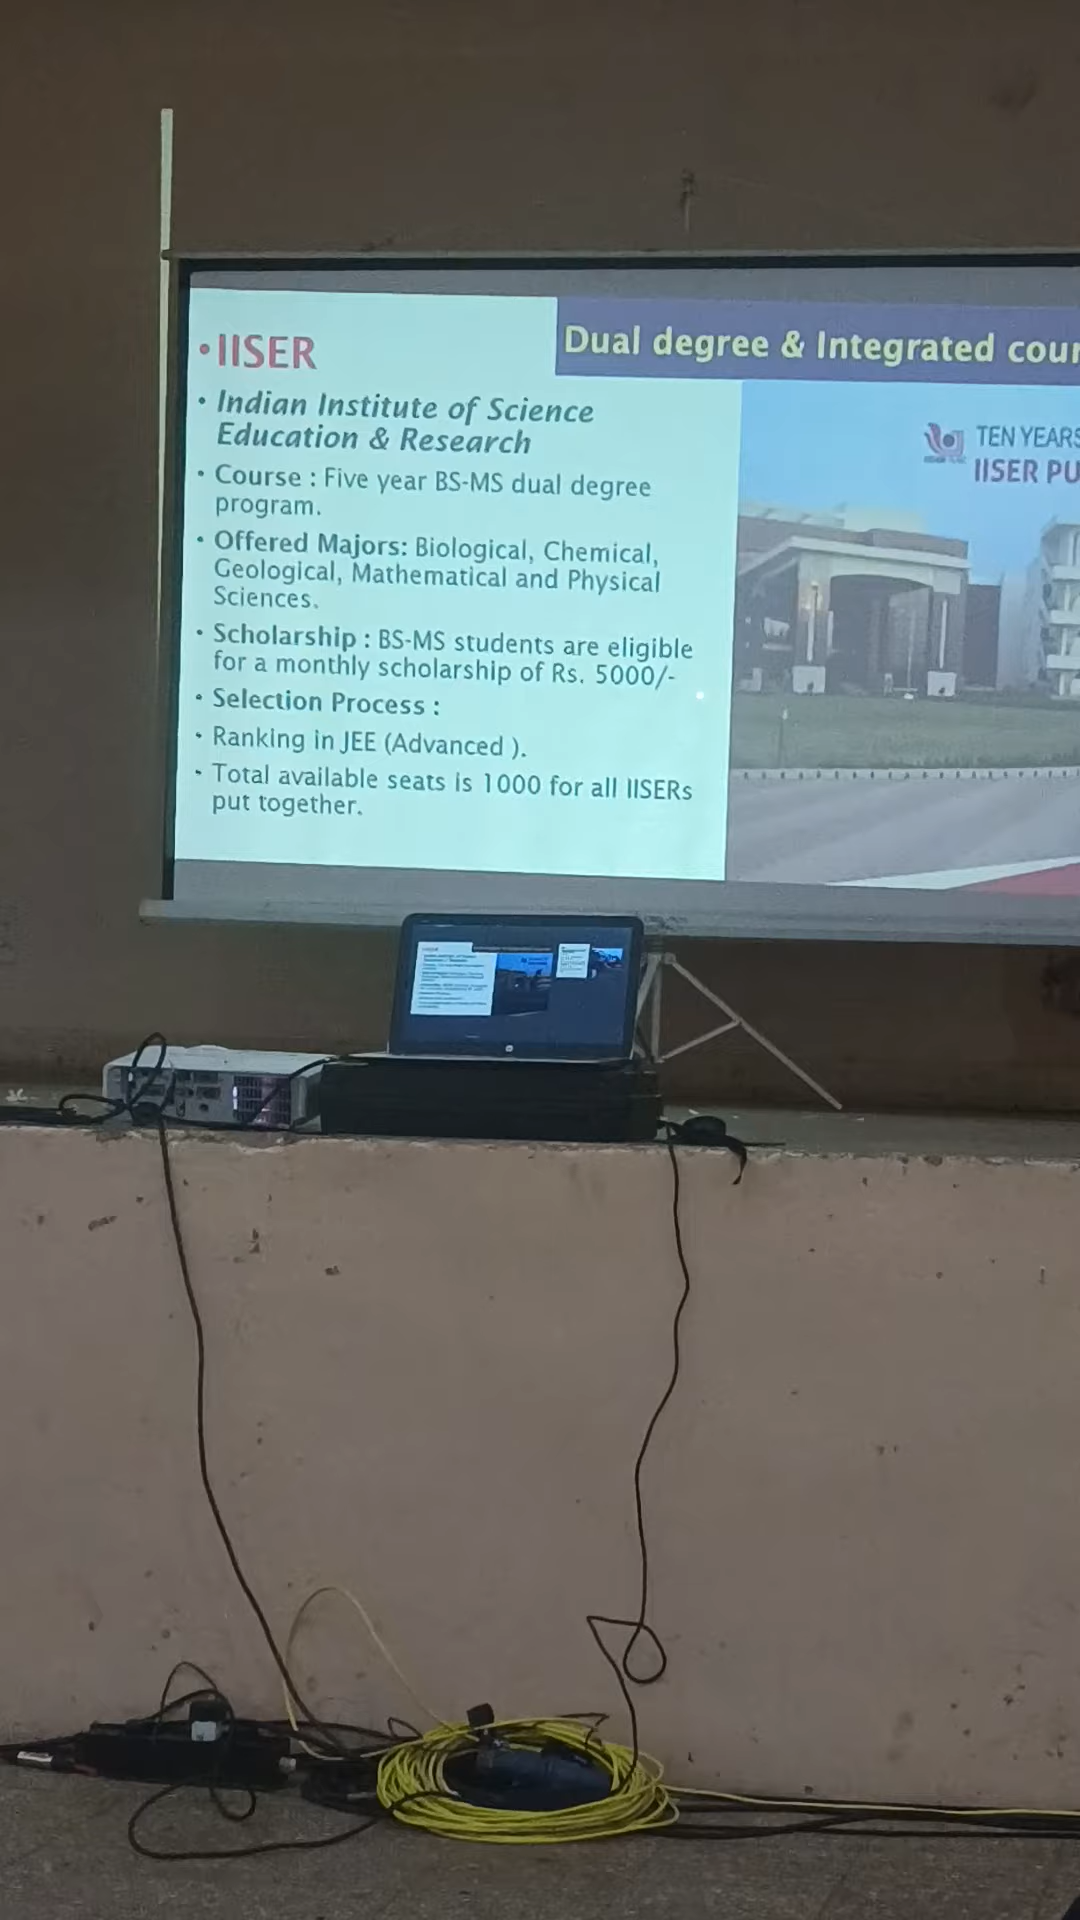 •IISER
Dual degree & Integrated
• Indian Institute of Science
Education & Research
• Course : Five year BS-MS dual degree
program.
• Offered Majors: Biological, Chemical,
Geological, Mathematical and Physical
Sciences.
• Scholarship : BS-MS students are eligible
for a monthly scholarship of Rs. 5000/-
• Selection Process :
• Ranking in JEE (Advanced ).
• Total available seats is 1000 for all IISERs
put together.
TEN YEARS
IISER PU